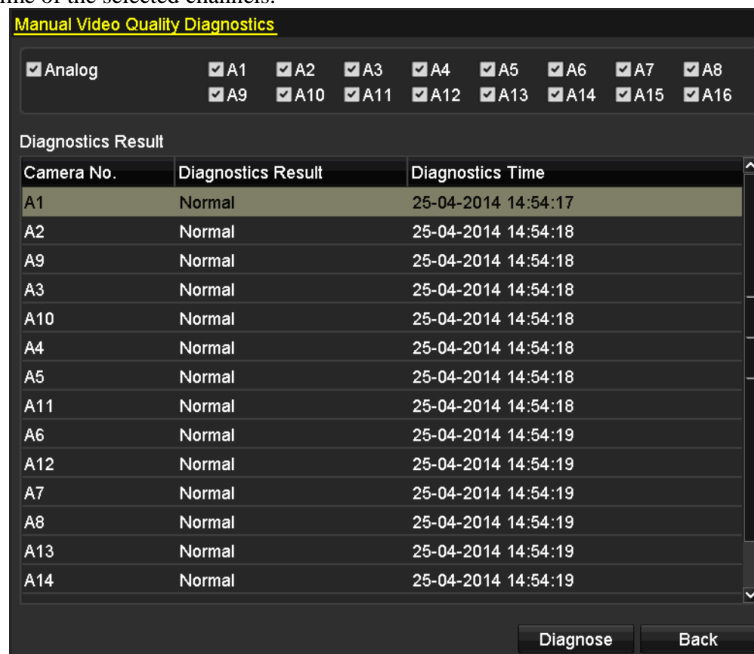 of the selected channels.
Manual Video Quality Diagnostics
Analog A1 A2 A3 A4 A5 A6 A7 A8
A9 A10 A11 A12 A13 A14 A15 A16
Diagnostics Result
Camera No. Diagnostics Result Diagnostics Time
A1 Normal 25-04-2014 14:54:17
A2 Normal 25-04-2014 14:54:18
A9 Normal 25-04-2014 14:54:18
A3 Normal 25-04-2014 14:54:18
A10 Normal 25-04-2014 14:54:18
A4 Normal 25-04-2014 14:54:18
A5 Normal 25-04-2014 14:54:18
A11 Normal 25-04-2014 14:54:18
A6 Normal 25-04-2014 14:54:19
A12 Normal 25-04-2014 14:54:19
A7 Normal 25-04-2014 14:54:19
A8 Normal 25-04-2014 14:54:19
A13 Normal 25-04-2014 14:54:19
A14 Normal 25-04-2014 14:54:19
Diagnose Back